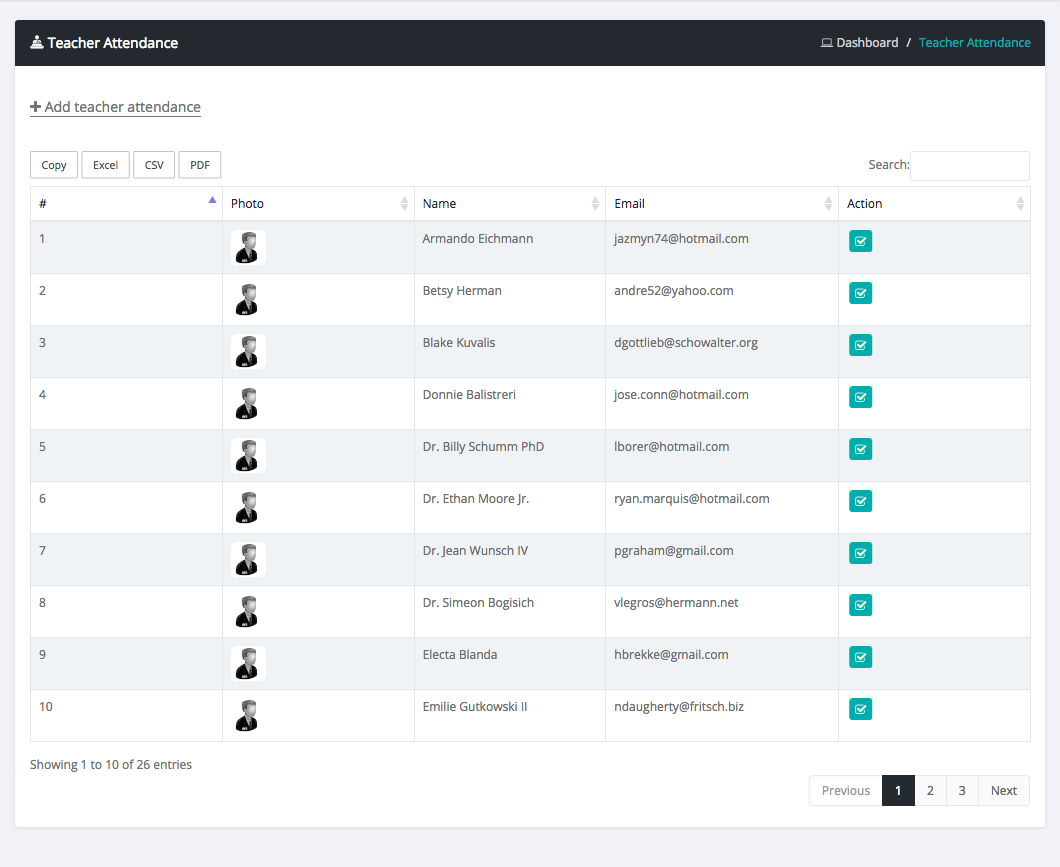 Teacher Attendance
Dashboard / Teacher Attendance
Add teacher attendance
Copy Excel CSV PDF Search:
# Photo Name Email Action
1 Armando Eichmann jazmyn74@hotmail.com
2 Betsy Herman andre52@yahoo.com
3 Blake Kuvalis dgottlieb@schowalter.org
4 Donnie Balistreri jose.conn@hotmail.com
5 Dr. Billy Schumm PhD lborer@hotmail.com
6 Dr. Ethan Moore Jr. ryan.marquis@hotmail.com
7 Dr. Jean Wunsch IV pgraham@gmail.com
8 Dr. Simeon Bogisich vlegros@hermann.net
9 Electa Blanda hbrekke@gmail.com
10 Emilie Gutkowski II ndaugherty@fritsch.biz
Showing 1 to 10 of 26 entries
Previous 1 2 3 Next